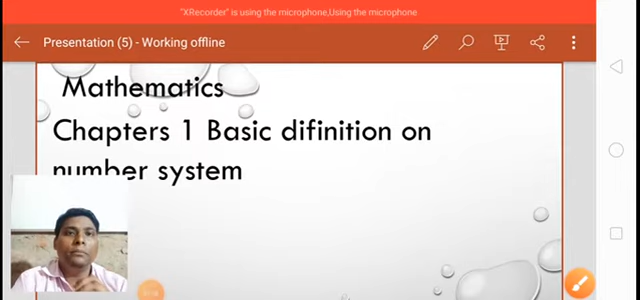 "XRecorder" is using the microphone,Using the microphone
Presentation (5) - Working offline
Mathematics
Chapters 1 Basic difinition on
number system